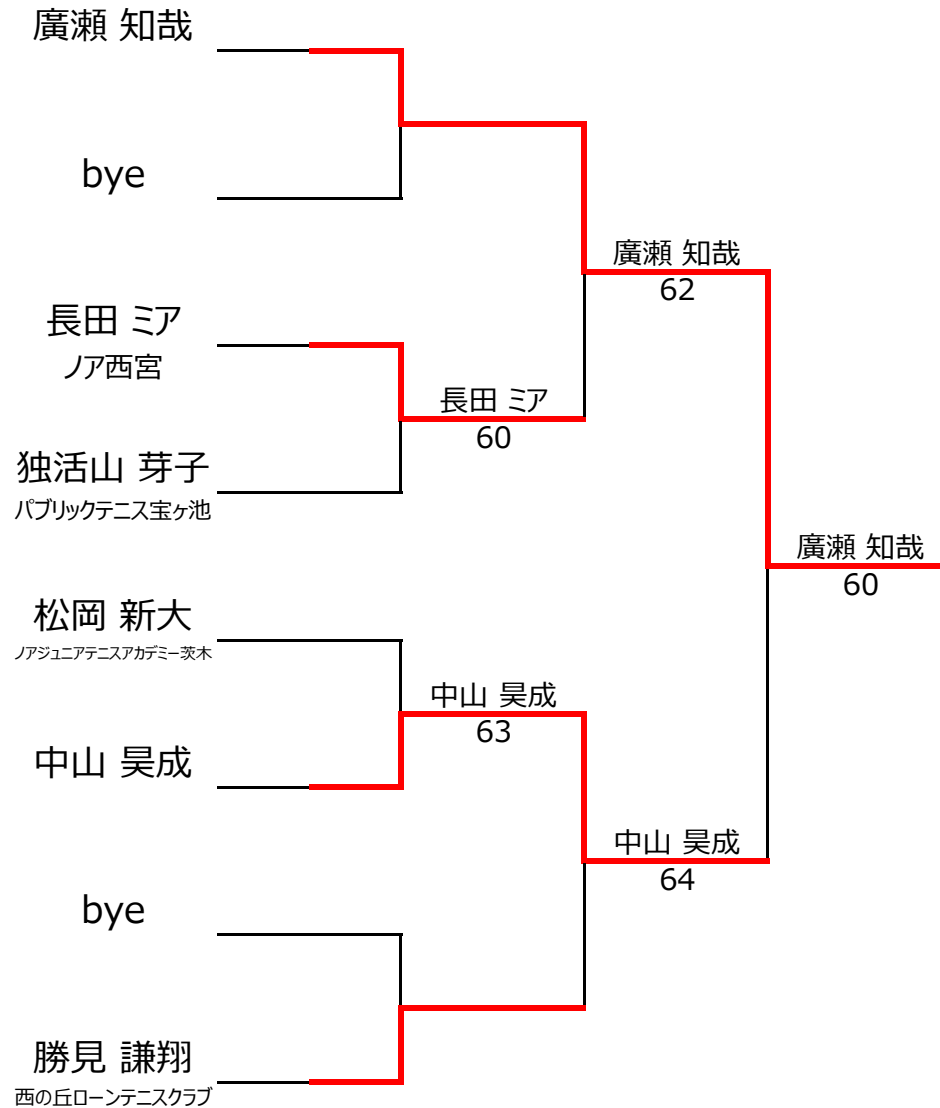 廣瀬 知哉
bye
廣瀬 知哉
62
長田 ミア
ノア西宮
長田 ミア
60
独活山 芽子
パブリックテニス宝ヶ池
廣瀬 知哉
60
松岡 新大
ノアジュニアテニスアカデミー茨木
中山 昊成
63
中山 昊成
中山 昊成
64
bye
勝見 謙翔
西の丘ローンテニスクラブ